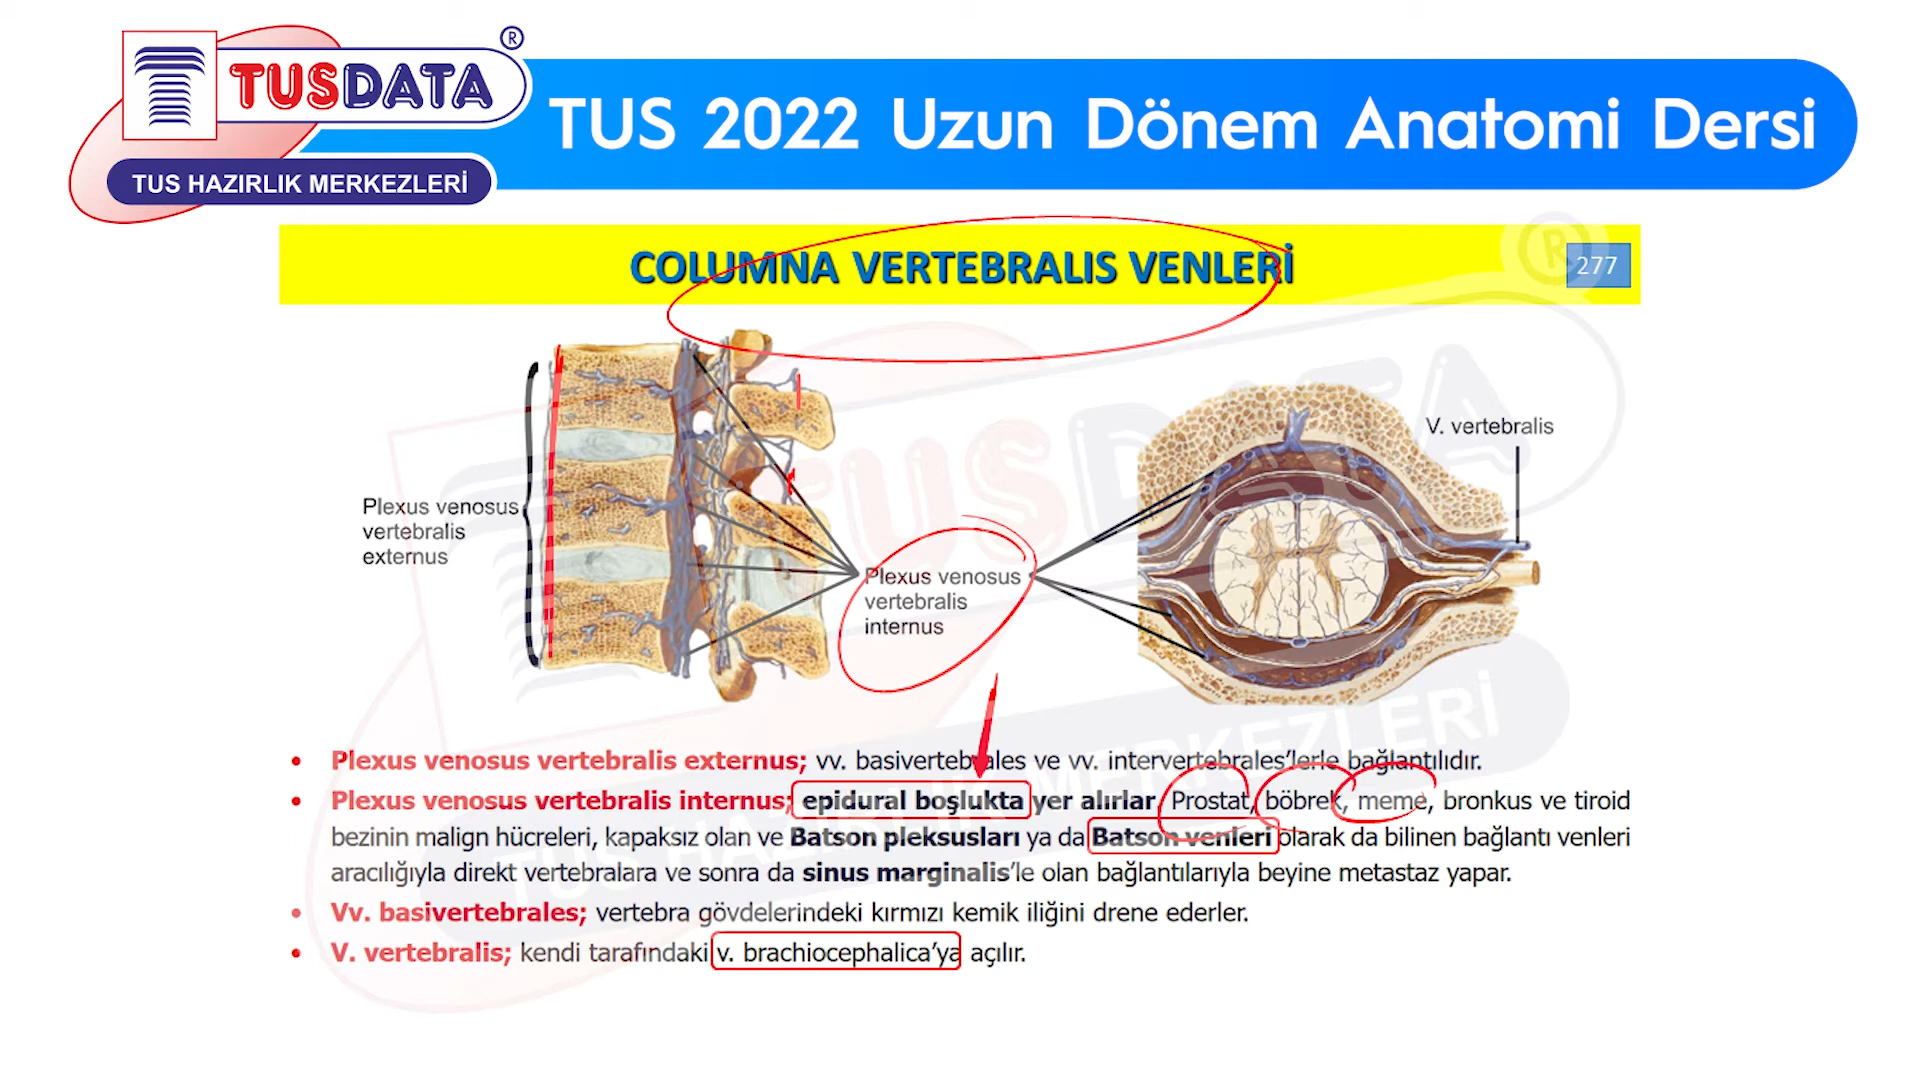 TUSDATA ®
TUS HAZIRLIK MERKEZLERİ
TUS 2022 Uzun Dönem Anatomi Dersi
COLUMNA VERTEBRALIS VENLERİ
277
Plexus venosus
vertebralis
externus
Plexus venosus
vertebralis
internus
V. vertebralis
• Plexus venosus vertebralis externus; vv. basivertebrales ve vv. intervertebrales’lerle bağlantılıdır.
• Plexus venosus vertebralis internus; epidural boşlukta yer alırlar. Prostat, böbrek, meme, bronkus ve tiroid
bezinin malign hücreleri, kapaksız olan ve Batson pleksusları ya da Batson venleri olarak da bilinen bağlantı venleri
aracılığıyla direkt vertebralara ve sonra da sinus marginalis’le olan bağlantılarıyla beyine metastaz yapar.
• Vv. basivertebrales; vertebra gövdelerindeki kırmızı kemik iliğini drene ederler.
• V. vertebralis; kendi tarafındaki v. brachiocephalica’ya açılır.
TUSDATA ®
TUS HAZIRLIK MERKEZLERİ